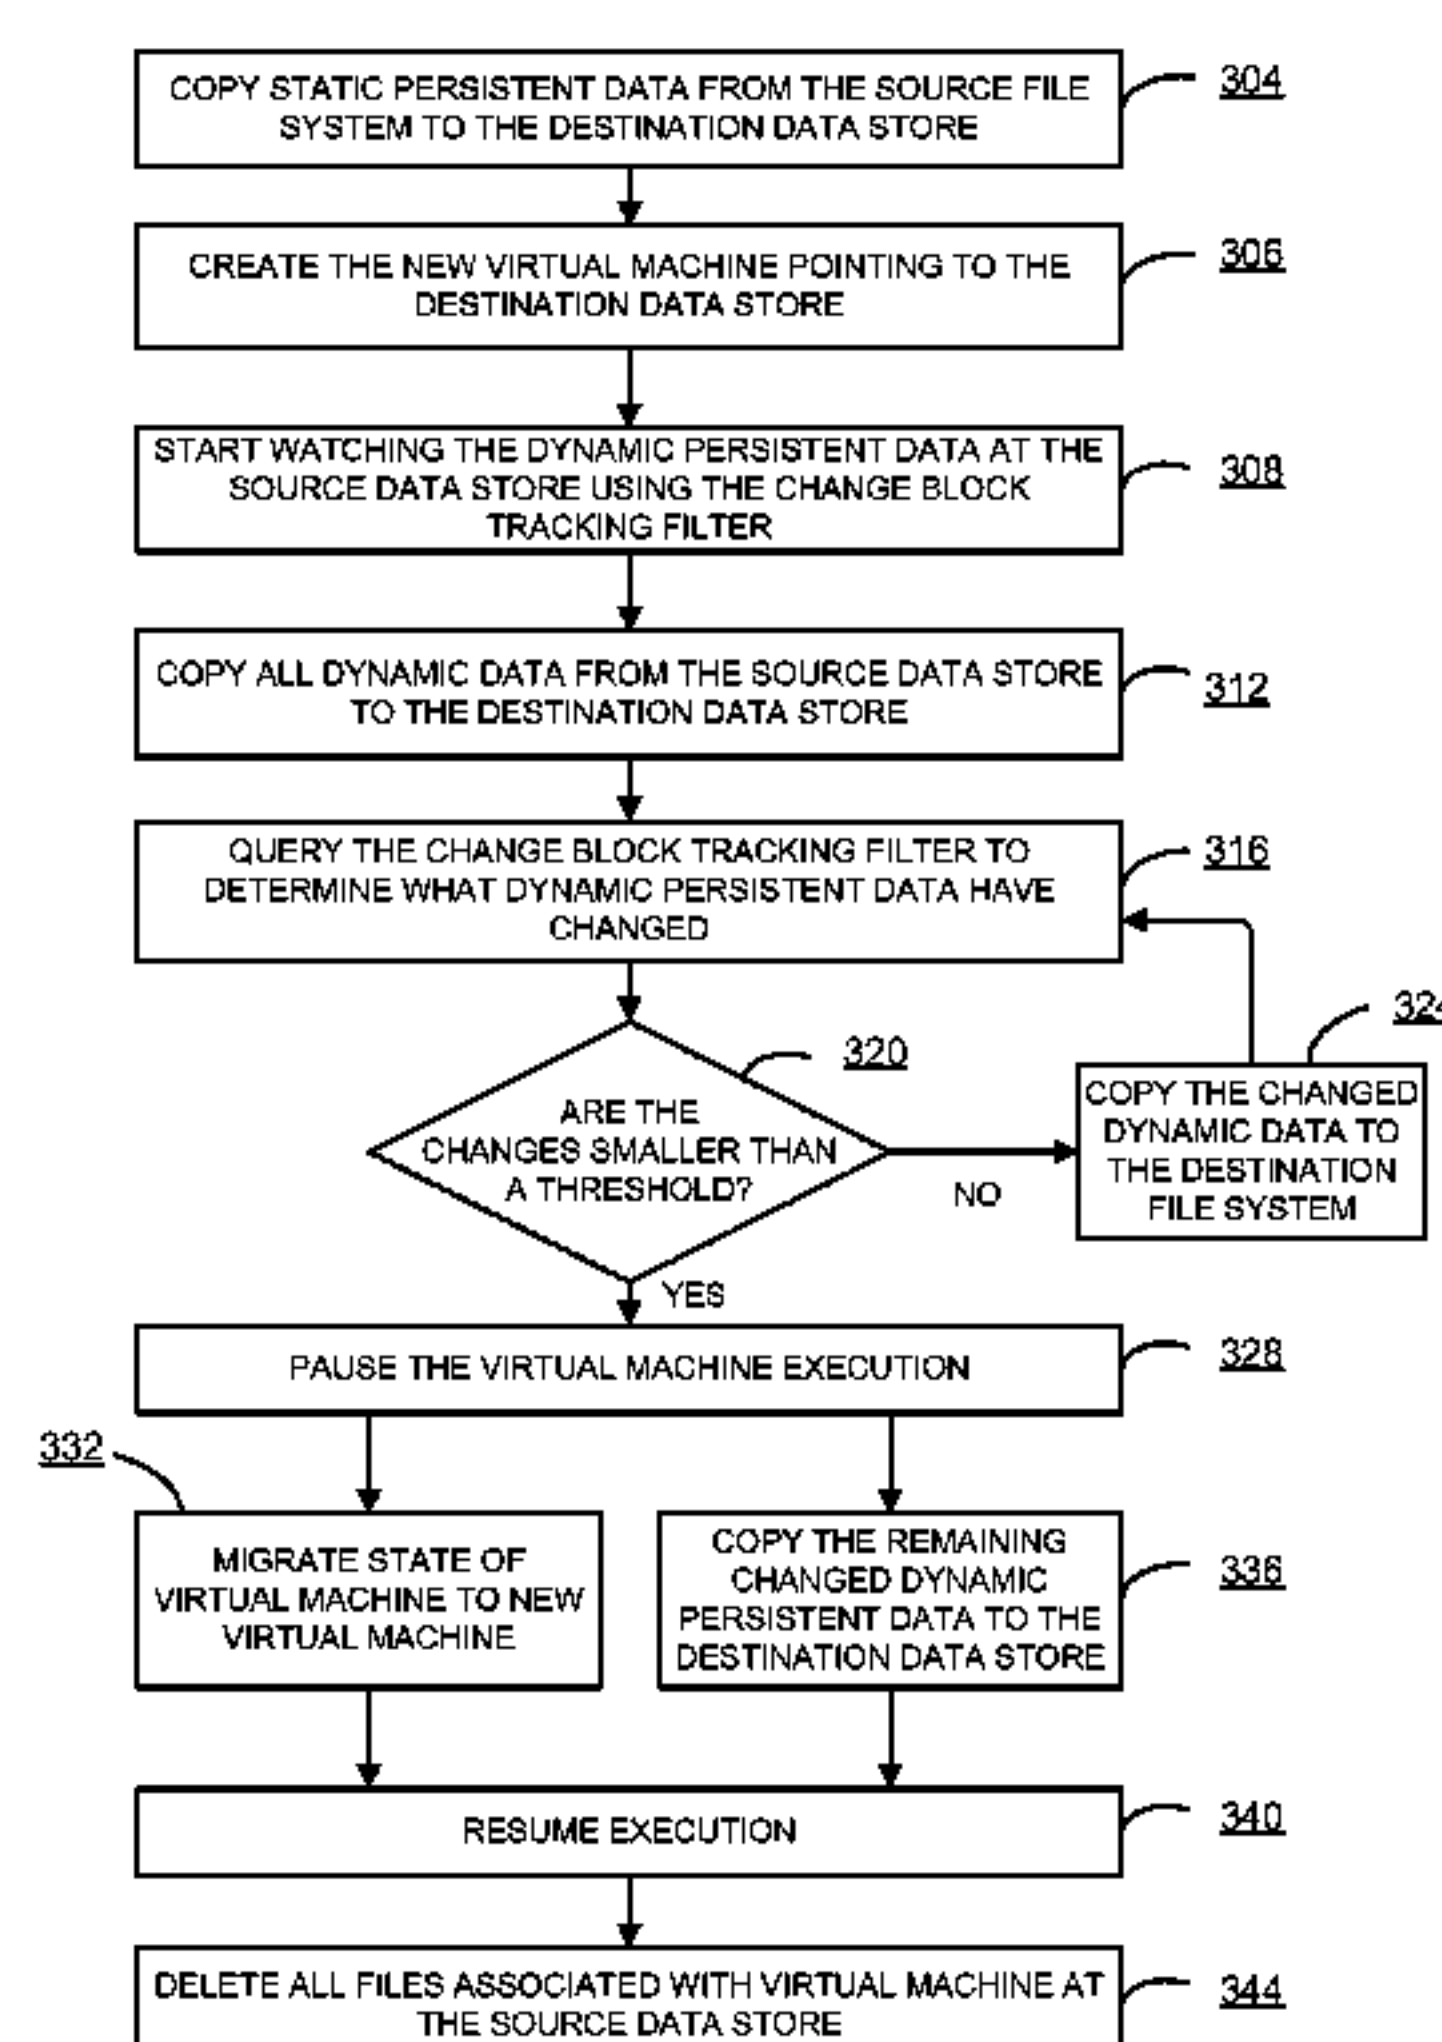 COPY STATIC PERSISTENT DATA FROM THE SOURCE FILE
SYSTEM TO THE DESTINATION DATA STORE
304
CREATE THE NEW VIRTUAL MACHINE POINTING TO THE
DESTINATION DATA STORE
306
START WATCHING THE DYNAMIC PERSISTENT DATA AT THE
SOURCE DATA STORE USING THE CHANGE BLOCK
TRACKING FILTER
308
COPY ALL DYNAMIC DATA FROM THE SOURCE DATA STORE
TO THE DESTINATION DATA STORE
312
QUERY THE CHANGE BLOCK TRACKING FILTER TO
DETERMINE WHAT DYNAMIC PERSISTENT DATA HAVE
CHANGED
316
320
ARE THE
CHANGES SMALLER THAN
A THRESHOLD?
NO
324
COPY THE CHANGED
DYNAMIC DATA TO
THE DESTINATION
FILE SYSTEM
YES
PAUSE THE VIRTUAL MACHINE EXECUTION
328
332
MIGRATE STATE OF
VIRTUAL MACHINE TO NEW
VIRTUAL MACHINE
COPY THE REMAINING
CHANGED DYNAMIC
PERSISTENT DATA TO THE
DESTINATION DATA STORE
336
RESUME EXECUTION
340
DELETE ALL FILES ASSOCIATED WITH VIRTUAL MACHINE AT
THE SOURCE DATA STORE
344